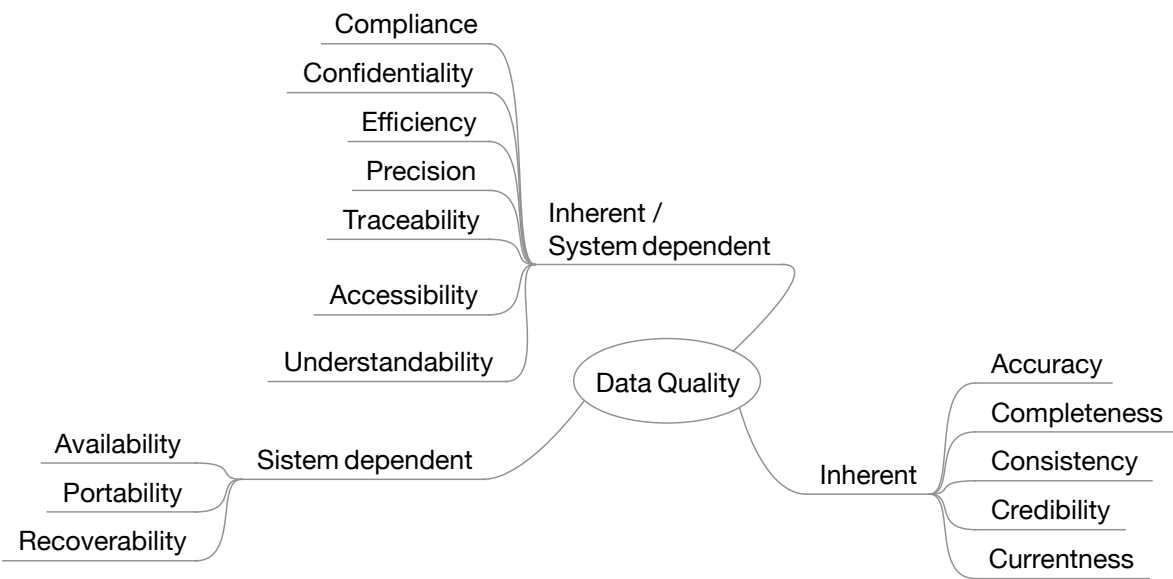 Compliance
Confidentiality
Efficiency
Precision
Traceability
Accessibility
Understandability
Inherent /
System dependent
Data Quality
Sistem dependent
Availability
Portability
Recoverability
Inherent
Accuracy
Completeness
Consistency
Credibility
Currentness